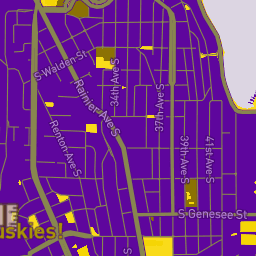 S Walden St
34th Ave S
Rainier Ave S
37th Ave S
Renton Ave S
39th Ave S
41st Ave S
S Genesee St
uskies!